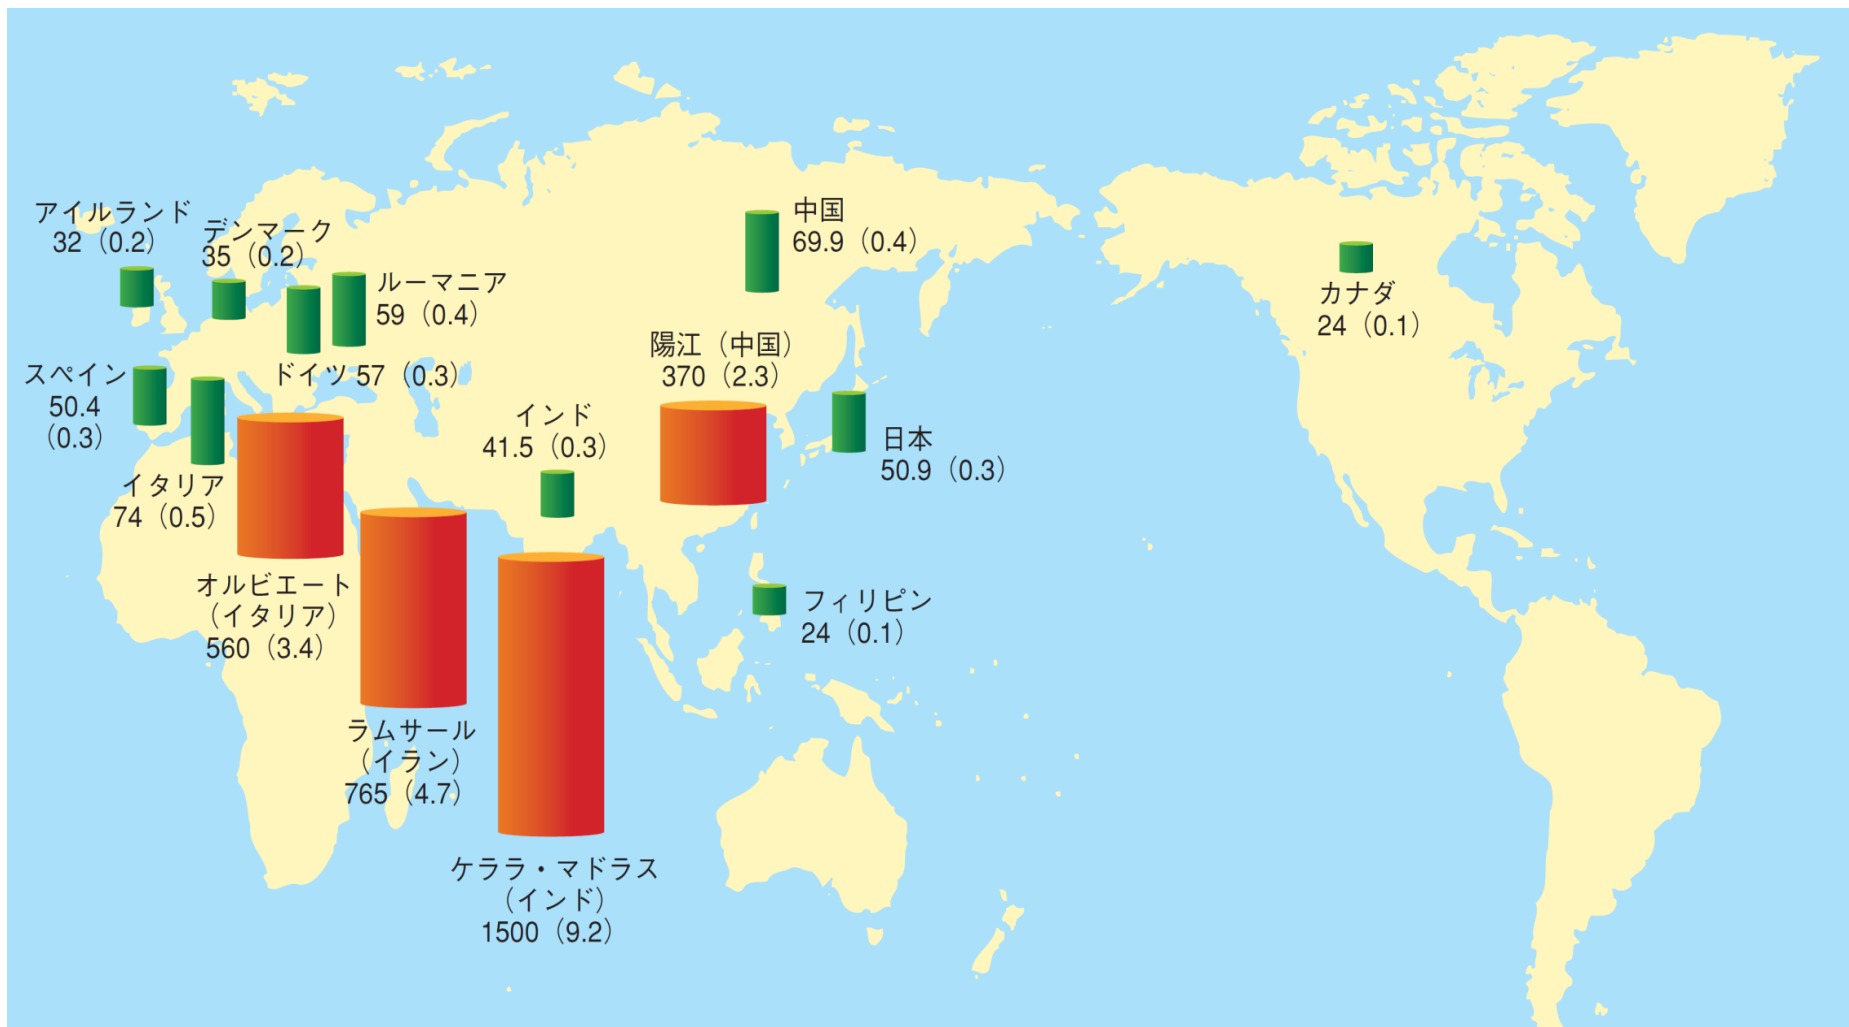 アイルランド
32（0.2）
デンマーク
35（0.2）
ルーマニア
59（0.4）
ドイツ 57（0.3）
スペイン
50.4
（0.3）
イタリア
74（0.5）
オルビエート
（イタリア）
560（3.4）
ラムサール
（イラン）
765（4.7）
インド
41.5（0.3）
ケララ・マドラス
（インド）
1500（9.2）
中国
69.9（0.4）
陽江（中国）
370（2.3）
日本
50.9（0.3）
フィリピン
24（0.1）
カナダ
24（0.1）